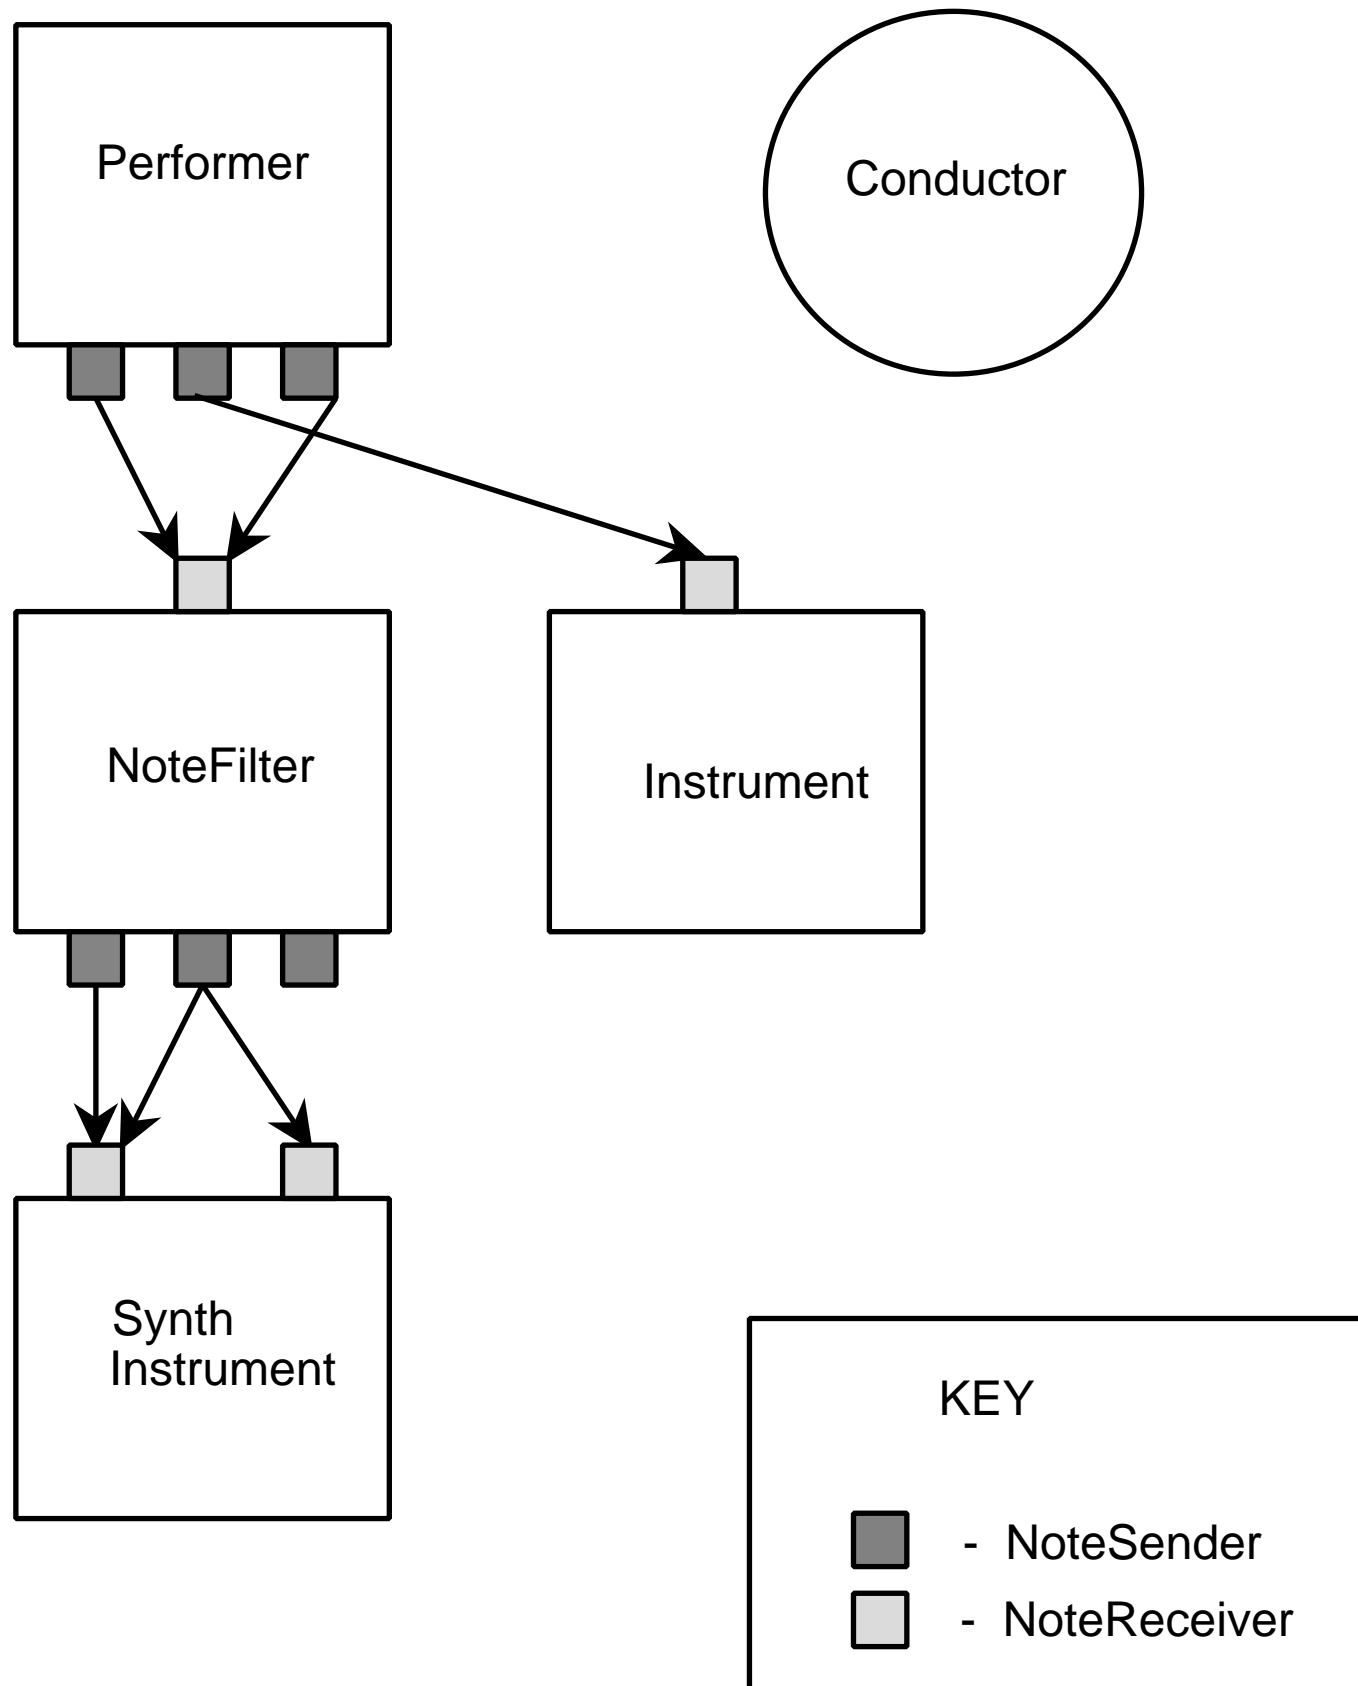 Performer
Conductor
NoteFilter
Instrument
Synth
Instrument
KEY
- NoteSender
- NoteReceiver